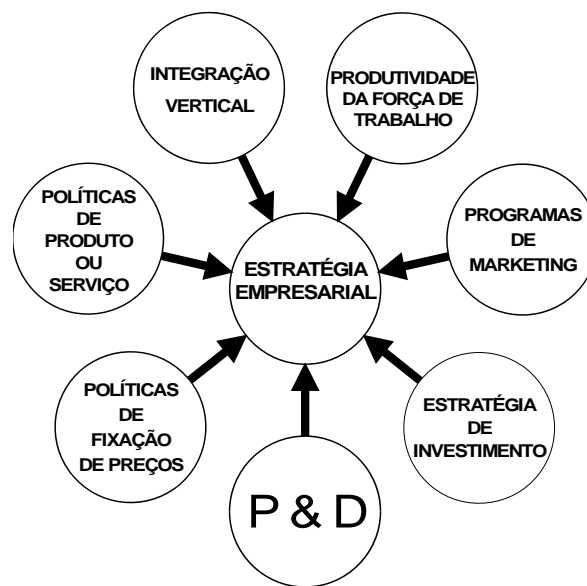 INTEGRAÇÃO
VERTICAL
PRODUTIVIDADE
DA FORÇA DE
TRABALHO
POLÍTICAS
DE
PRODUTO
OU
SERVIÇO
ESTRATÉGIA
EMPRESARIAL
PROGRAMAS
DE
MARKETING
POLÍTICAS
DE
FIXAÇÃO
DE PREÇOS
P & D
ESTRATÉGIA
DE
INVESTIMENTO